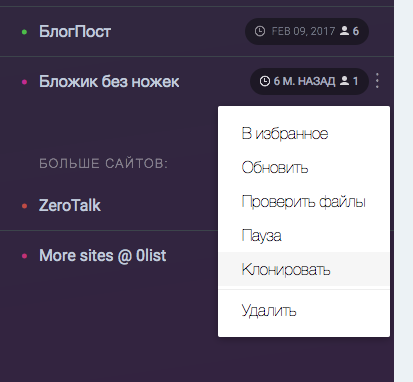 БлогПост FEB 09, 2017 6
Бложик без ножек 6 М. НАЗАД 1
В избранное
Обновить
БОЛЬШЕ САЙТОВ:
Проверить файлы
ZeroTalk
Пауза
More sites @ 0list
Клонировать
Удалить